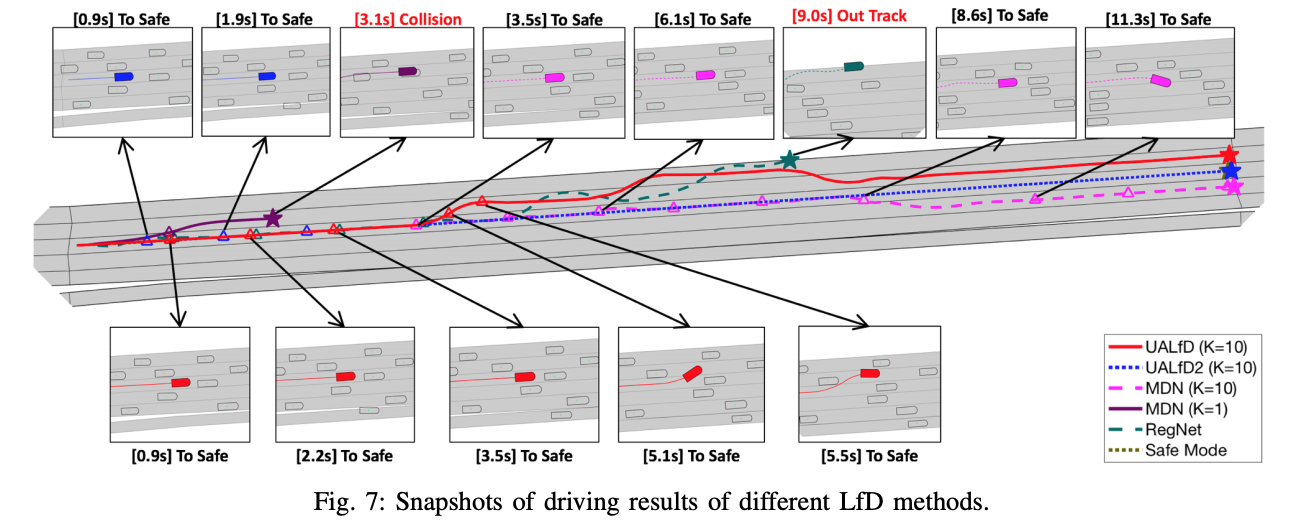 [0.9s] To Safe
[1.9s] To Safe
[3.1s] Collision
[3.5s] To Safe
[6.1s] To Safe
[9.0s] Out Track
[8.6s] To Safe
[11.3s] To Safe
[0.9s] To Safe
[2.2s] To Safe
[3.5s] To Safe
[5.1s] To Safe
[5.5s] To Safe
UALfD (K=10)
UALfD2 (K=10)
MDN (K=10)
MDN (K=1)
RegNet
Safe Mode
Fig. 7: Snapshots of driving results of different LfD methods.